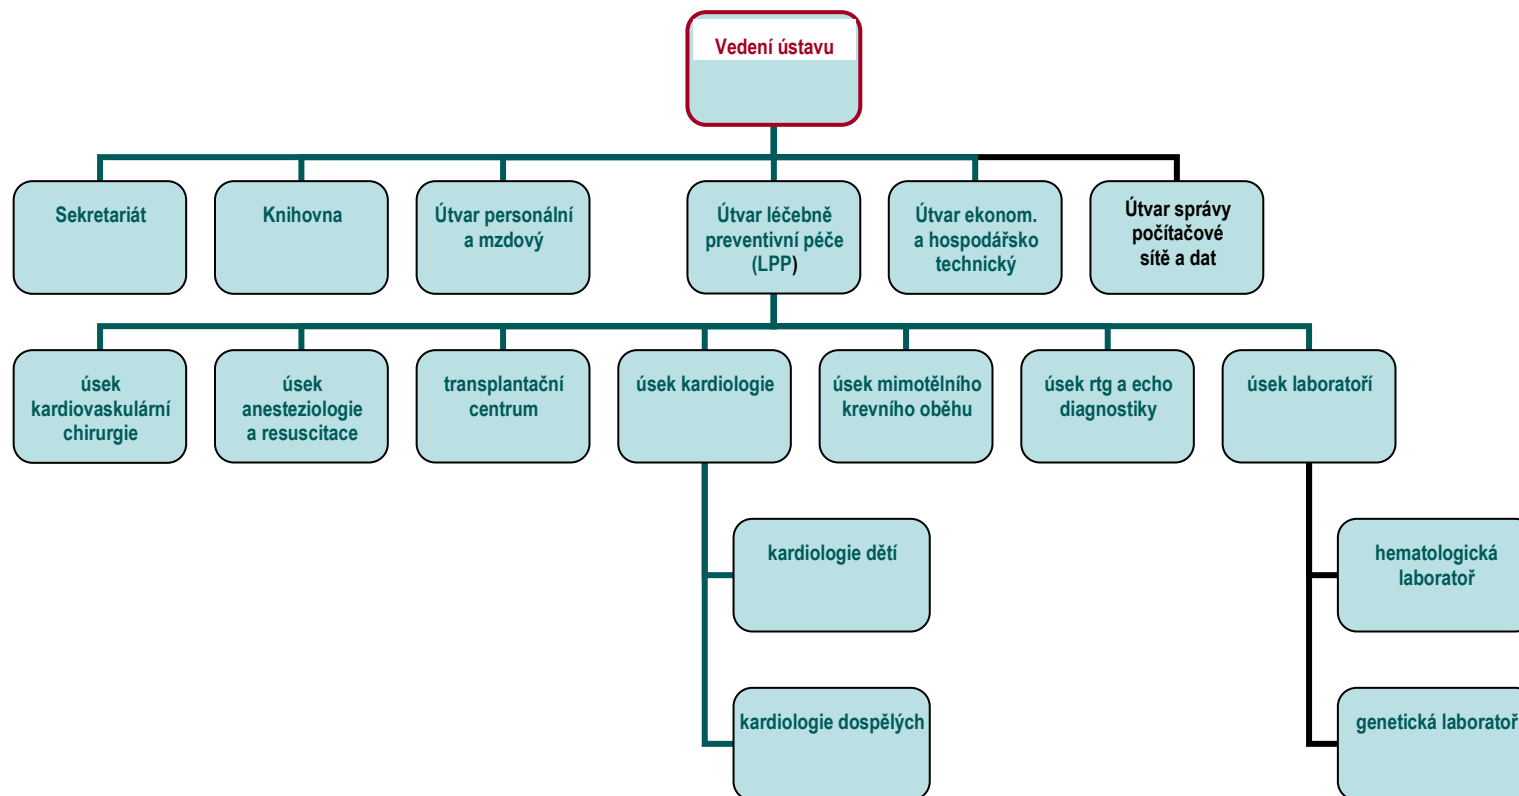 Vedení ústavu
Sekretariát
Knihovna
Útvar personální
a mzdový
Útvar léčebně
preventivní péče
(LPP)
Útvar ekonom.
a hospodářsko
technický
Útvar správy
počítačové
sítě a dat
úsek
kardiovaskulární
chirurgie
úsek
anesteziologie
a resuscitace
transplantační
centrum
úsek kardiologie
úsek mimotělního
krevního oběhu
úsek rtg a echo
diagnostiky
úsek laboratoří
kardiologie dětí
hematologická
laboratoř
kardiologie dospělých
genetická laboratoř